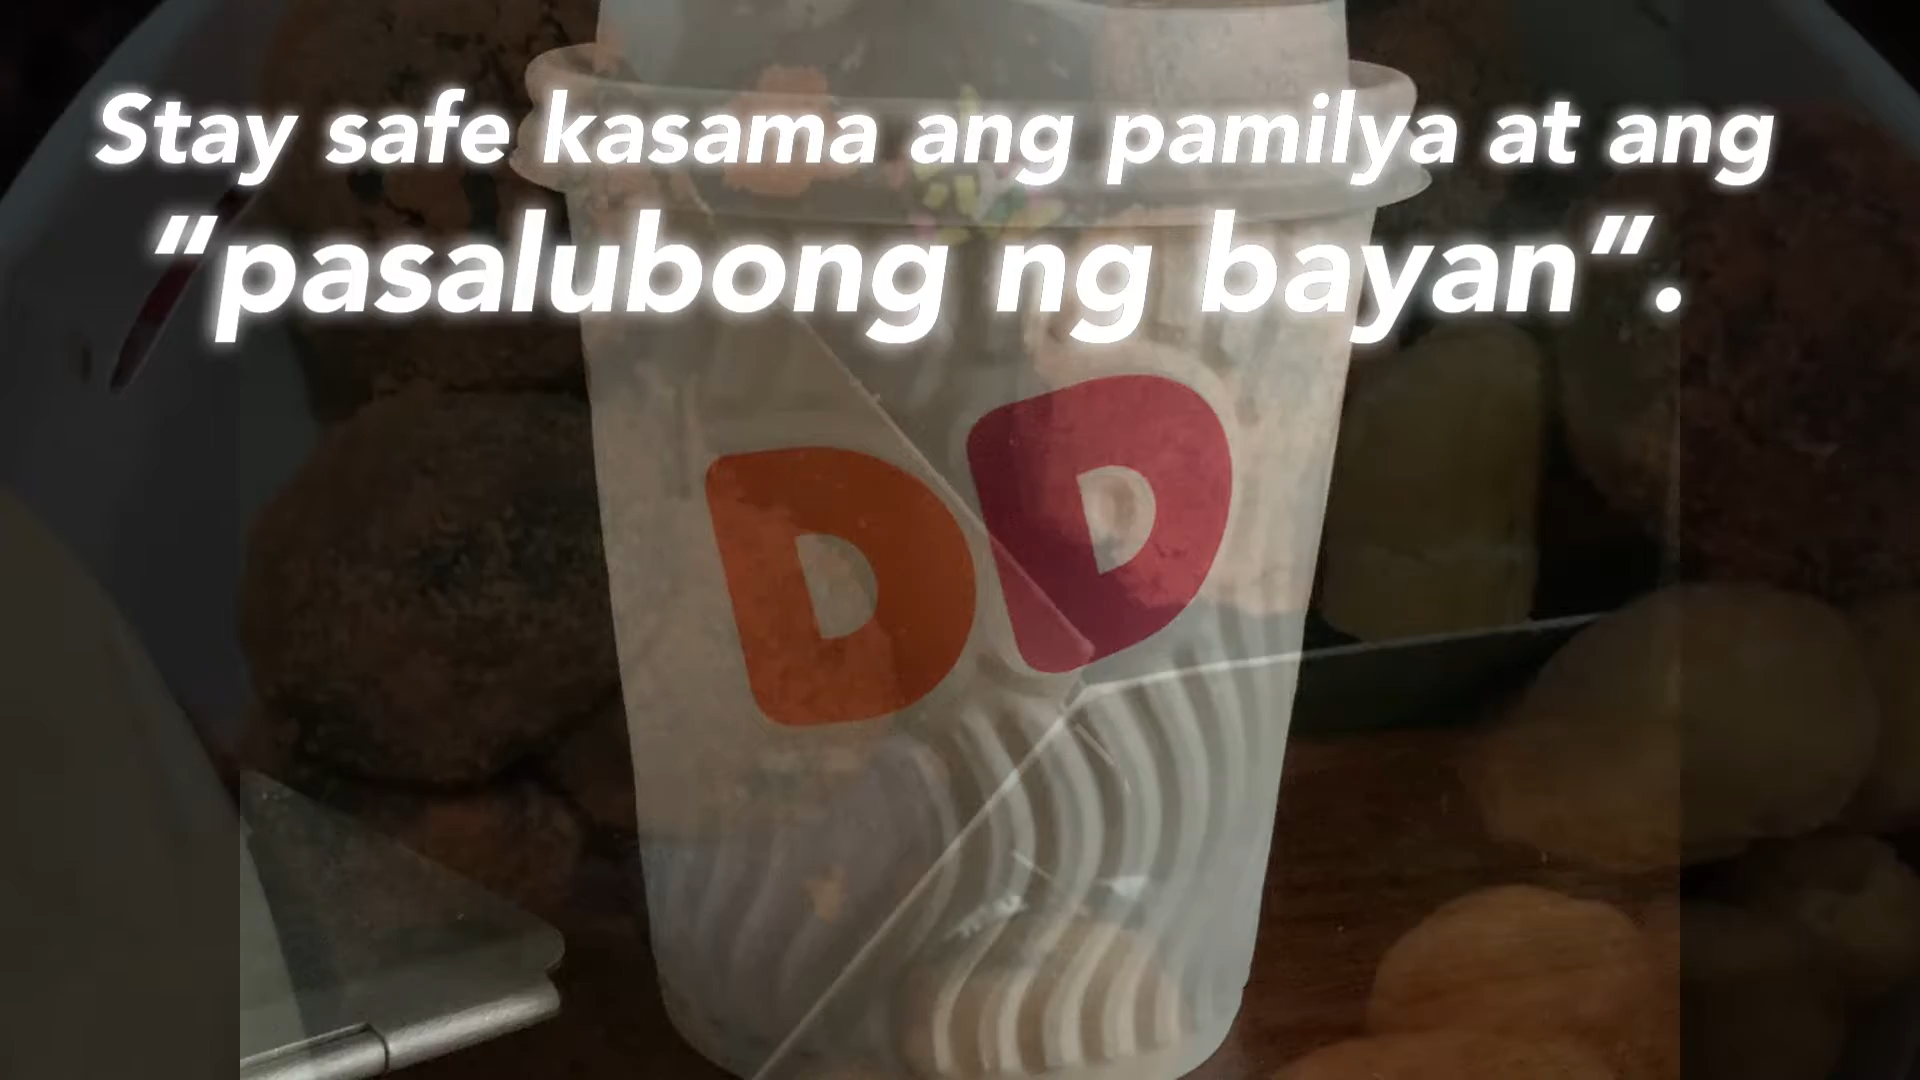 Stay safe kasama ang pamilya at ang
“pasalubong ng bayan“.
DD